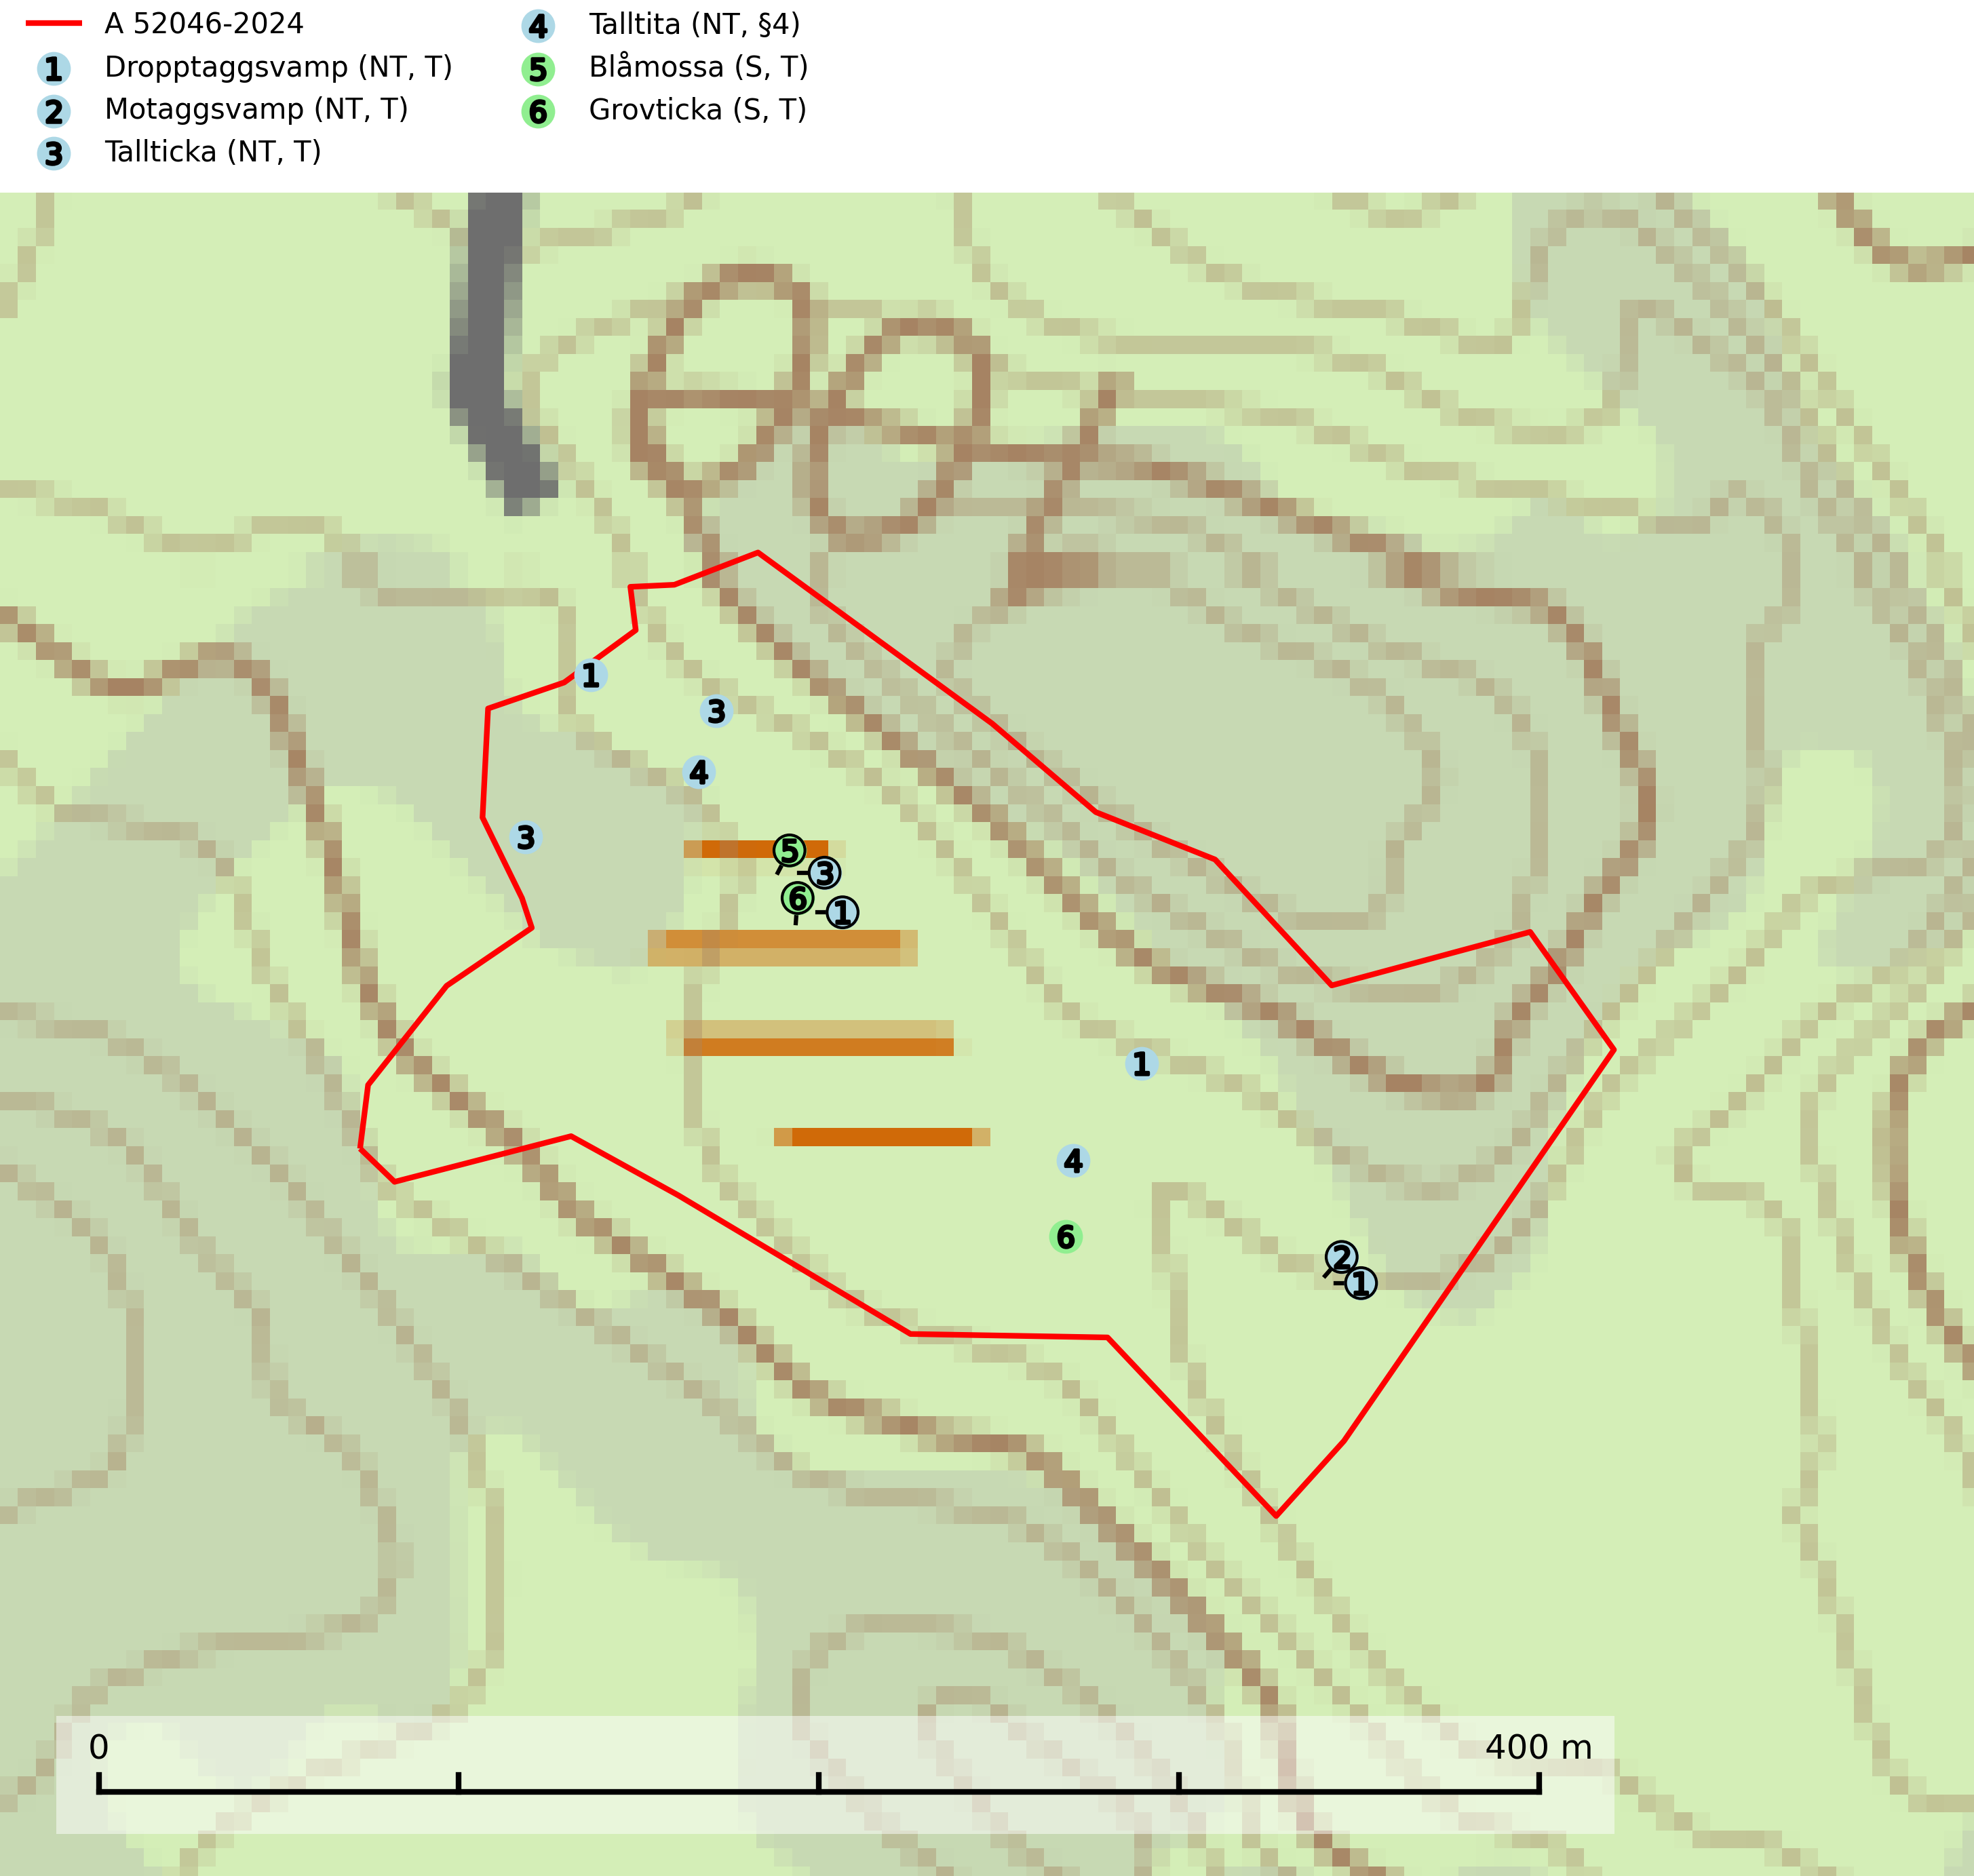 A 52046-2024
1 Dropptaggsvamp (NT, T)
2 Motaggsvamp (NT, T)
3 Tallticka (NT, T)
4 Talltita (NT, §4)
5 Blåmossa (S, T)
6 Grovticka (S, T)
1
3
4
3
5
3
6
1
1
4
6
2
1
0 400 m